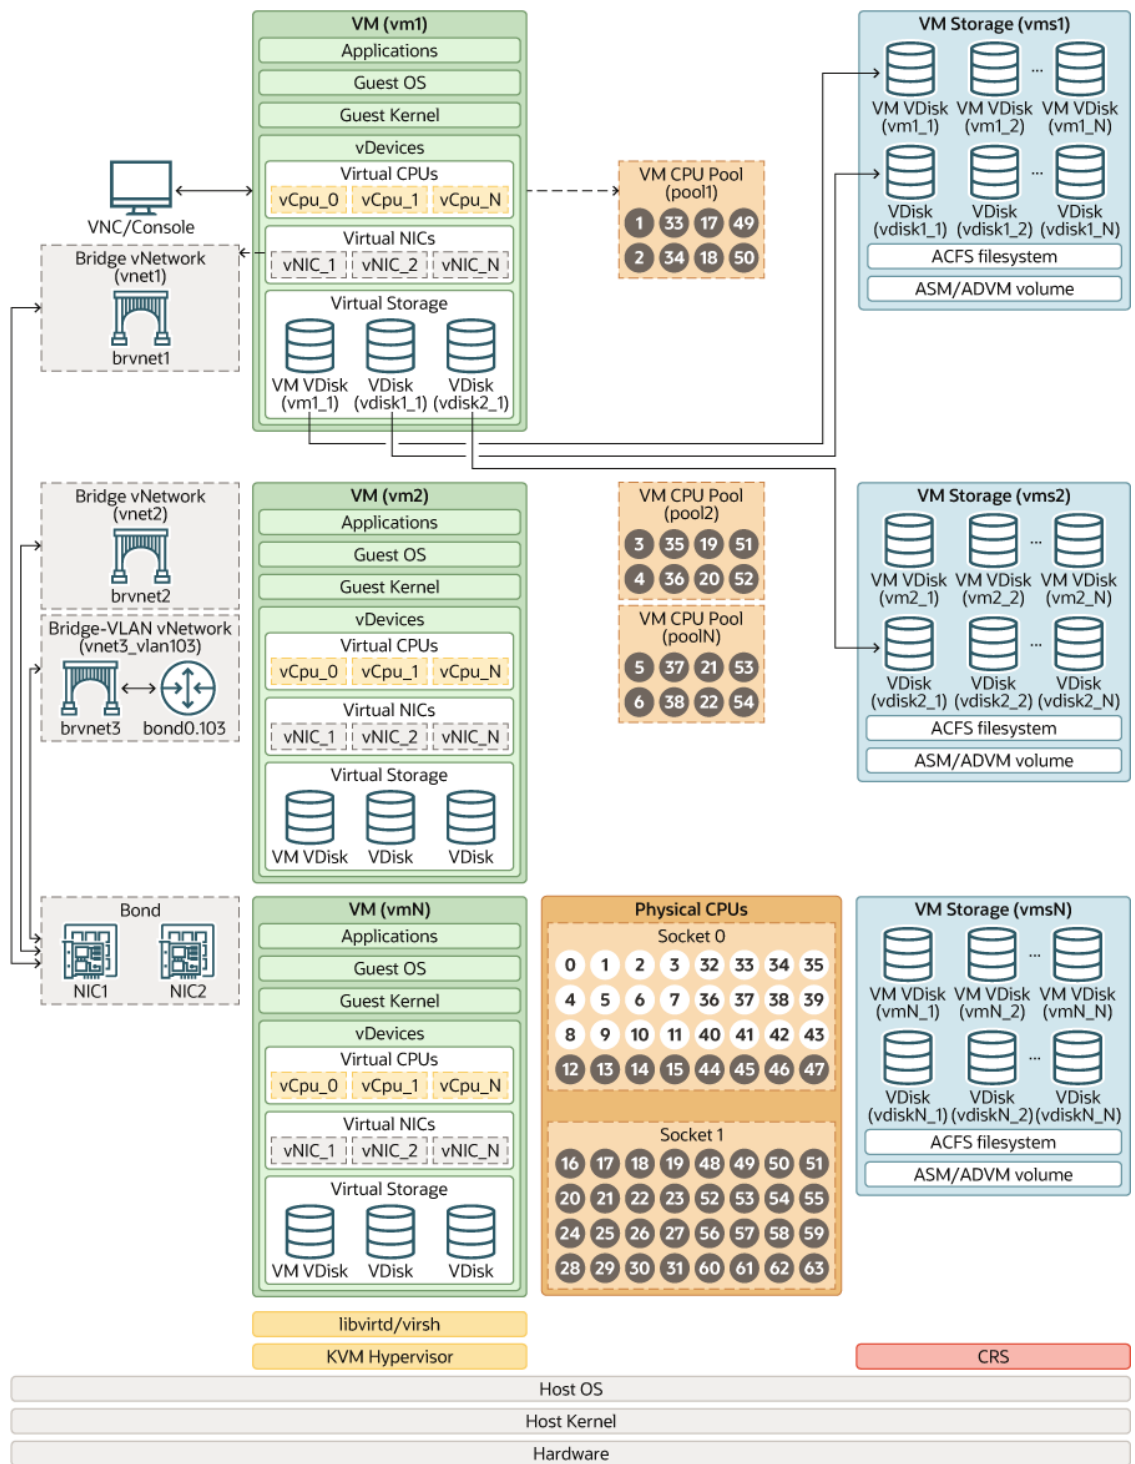 VM (vm1)
Applications
Guest OS
Guest Kernel
vDevices
Virtual CPUs
vCpu_0 vCpu_1 vCpu_N
Virtual NICs
vNIC_1 vNIC_2 vNIC_N
Virtual Storage
VM VDisk VDisk VDisk
(vm1_1) (vdisk1_1) (vdisk2_1)
VNC/Console
Bridge vNetwork
(vnet1)
brvnet1
VM CPU Pool
(pool1)
1 33 17 49
2 34 18 50
VM Storage (vms1)
...
VM VDisk VM VDisk VM VDisk
(vm1_1) (vm1_2) (vm1_N)
...
VDisk VDisk VDisk
(vdisk1_1) (vdisk1_2) (vdisk1_N)
ACFS filesystem
ASM/ADVM volume
Bridge vNetwork
(vnet2)
brvnet2
Bridge-VLAN vNetwork
(vnet3_vlan103)
brvnet3 bond0.103
VM (vm2)
Applications
Guest OS
Guest Kernel
vDevices
Virtual CPUs
vCpu_0 vCpu_1 vCpu_N
Virtual NICs
vNIC_1 vNIC_2 vNIC_N
Virtual Storage
VM VDisk VDisk VDisk
VM CPU Pool
(pool2)
3 35 19 51
4 36 20 52
VM CPU Pool
(poolN)
5 37 21 53
6 38 22 54
VM Storage (vms2)
...
VM VDisk VM VDisk VM VDisk
(vm2_1) (vm2_2) (vm2_N)
...
VDisk VDisk VDisk
(vdisk2_1) (vdisk2_2) (vdisk2_N)
ACFS filesystem
ASM/ADVM volume
Bond
NIC1 NIC2
VM (vmN)
Applications
Guest OS
Guest Kernel
vDevices
Virtual CPUs
vCpu_0 vCpu_1 vCpu_N
Virtual NICs
vNIC_1 vNIC_2 vNIC_N
Virtual Storage
VM VDisk VDisk VDisk
Physical CPUs
Socket 0
0 1 2 3 32 33 34 35
4 5 6 7 36 37 38 39
8 9 10 11 40 41 42 43
12 13 14 15 44 45 46 47
Socket 1
16 17 18 19 48 49 50 51
20 21 22 23 52 53 54 55
24 25 26 27 56 57 58 59
28 29 30 31 60 61 62 63
VM Storage (vmsN)
...
VM VDisk VM VDisk VM VDisk
(vmN_1) (vmN_2) (vmN_N)
...
VDisk VDisk VDisk
(vdiskN_1) (vdiskN_2) (vdiskN_N)
ACFS filesystem
ASM/ADVM volume
libvirtd/virsh
KVM Hypervisor
CRS
Host OS
Host Kernel
Hardware